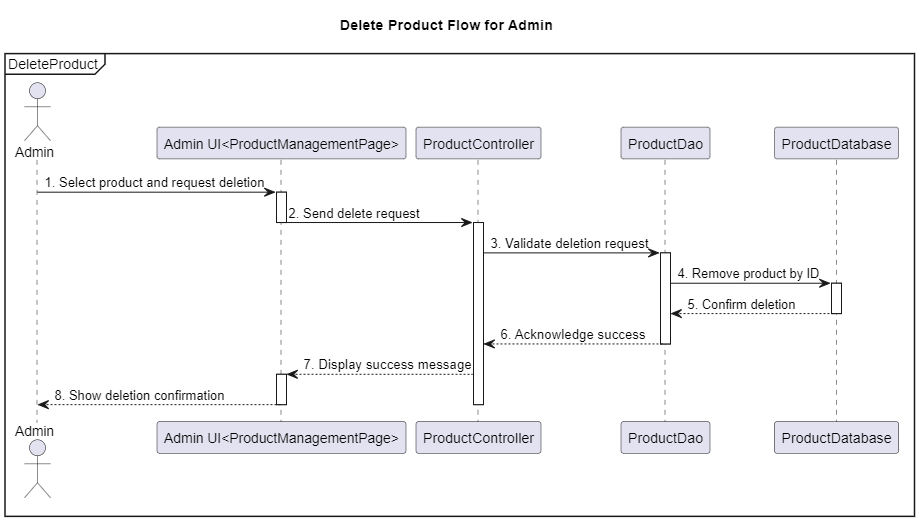 Delete Product Flow for Admin
DeleteProduct
Admin
Admin UI<ProductManagementPage>
ProductController
ProductDao
ProductDatabase
1. Select product and request deletion
2. Send delete request
3. Validate deletion request
4. Remove product by ID
5. Confirm deletion
6. Acknowledge success
7. Display success message
8. Show deletion confirmation
Admin
Admin UI<ProductManagementPage>
ProductController
ProductDao
ProductDatabase